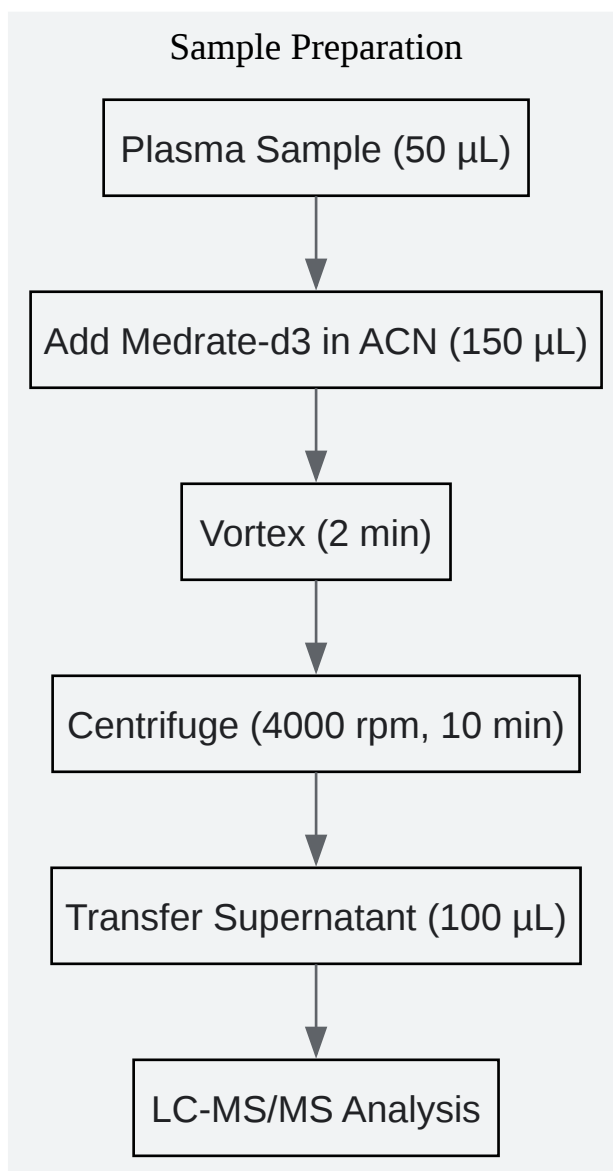 Sample Preparation
Plasma Sample (50 µL)
Add Medrate-d3 in ACN (150 µL)
Vortex (2 min)
Centrifuge (4000 rpm, 10 min)
Transfer Supernatant (100 µL)
LC-MS/MS Analysis